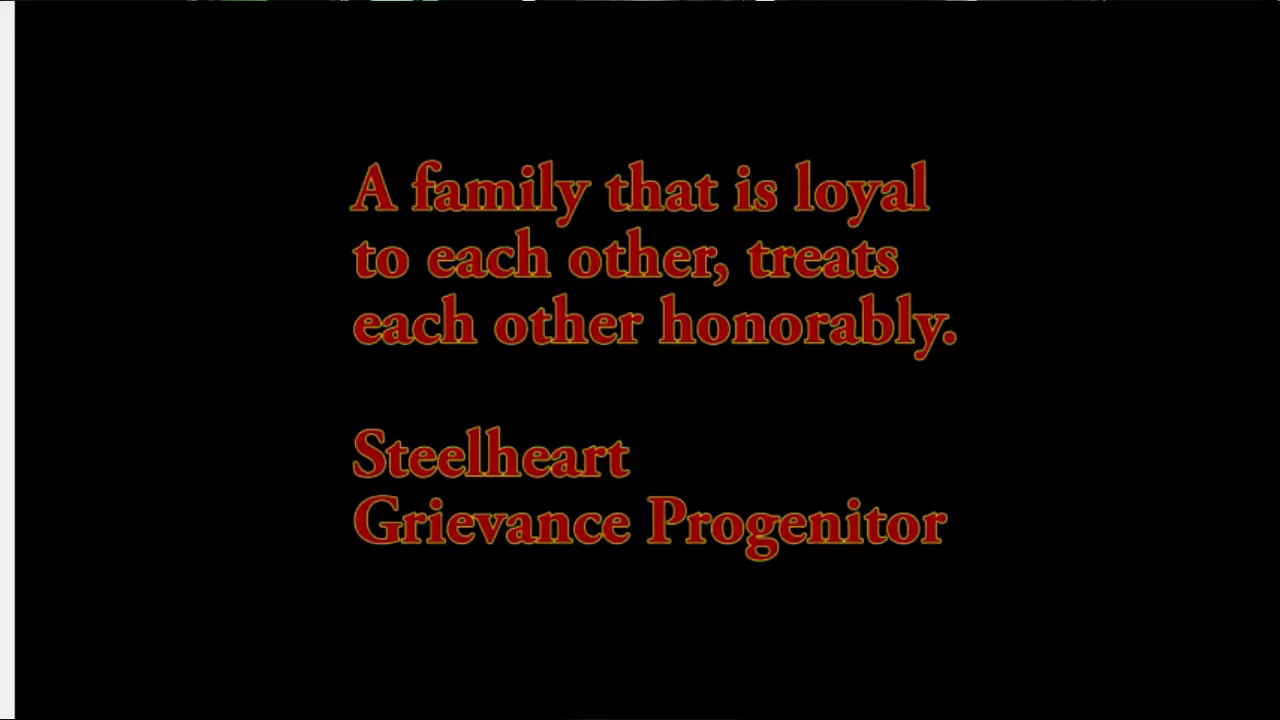 A family that is loyal
to each other, treats
each other honorably.
Steelheart
Grievance Progenitor